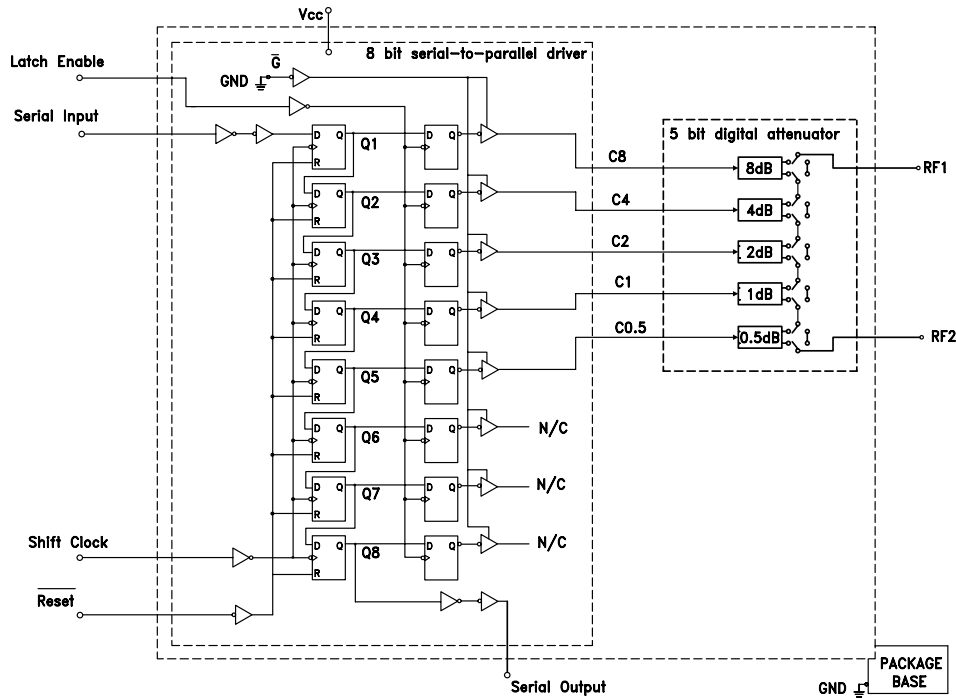 Vcc
8 bit serial-to-parallel driver
Latch Enable
G̅
GND
Serial Input
D Q
R
Q1
D Q
5 bit digital attenuator
C8
8dB
RF1
D Q
R
Q2
D Q
C4
4dB
D Q
R
Q3
D Q
C2
2dB
D Q
R
Q4
D Q
C1
1dB
D Q
R
Q5
D Q
C0.5
0.5dB
RF2
D Q
R
Q6
D Q
N/C
D Q
R
Q7
D Q
N/C
Shift Clock
D Q
R
Q8
D Q
N/C
R̅e̅s̅e̅t̅
Serial Output
GND
PACKAGE
BASE